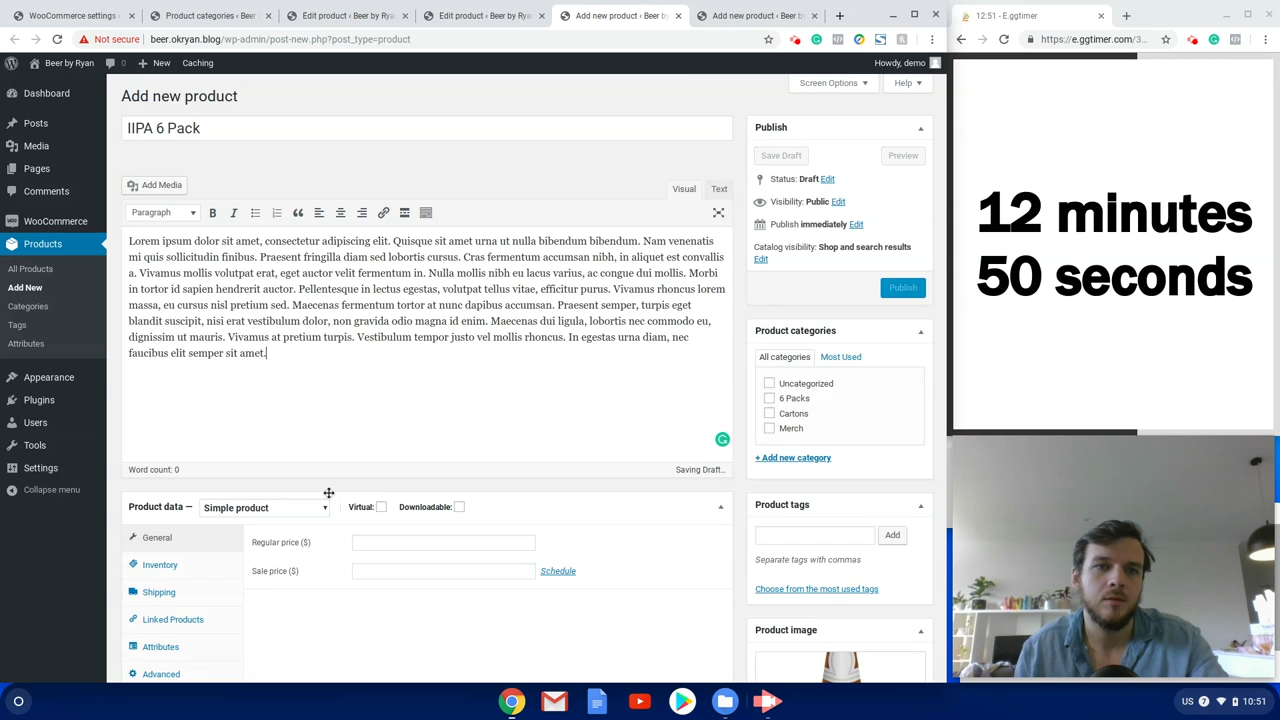 WooCommerce settings
Product categories ‹ Beer b
Edit product ‹ Beer by Ryan
Edit product ‹ Beer by Ryan
Add new product ‹ Beer by
Add new product ‹ Beer by
12:51 - E.ggtimer
Not secure
beer.okryan.blog/wp-admin/post-new.php?post_type=product
https://e.ggtimer.com/3...
Beer by Ryan
0
New
Caching
Howdy, demo
Dashboard
Posts
Media
Pages
Comments
WooCommerce
Products
All Products
Add New
Categories
Tags
Attributes
Appearance
Plugins
Users
Tools
Settings
Collapse menu
Screen Options
Help
Add new product
IIPA 6 Pack
Add Media
Visual
Text
Paragraph
Lorem ipsum dolor sit amet, consectetur adipiscing elit. Quisque sit amet urna ut nulla bibendum bibendum. Nam venenatis
mi quis sollicitudin finibus. Praesent fringilla diam sed lobortis cursus. Cras fermentum accumsan nibh, in aliquet est convallis
a. Vivamus mollis volutpat erat, eget auctor velit fermentum in. Nulla mollis nibh eu lacus varius, ac congue dui mollis. Morbi
in tortor id sapien hendrerit auctor. Pellentesque in lectus egestas, volutpat tellus vitae, efficitur purus. Vivamus rhoncus lorem
massa, eu cursus nisl pretium sed. Maecenas fermentum tortor at nunc dapibus accumsan. Praesent semper, turpis eget
blandit suscipit, nisi erat vestibulum dolor, non gravida odio magna id enim. Maecenas dui ligula, lobortis nec commodo eu,
dignissim ut mauris. Vivamus at pretium turpis. Vestibulum tempor justo vel mollis rhoncus. In egestas urna diam, nec
faucibus elit semper sit amet.
Word count: 0
Saving Draft...
Product data —
Simple product
Virtual:
Downloadable:
General
Inventory
Shipping
Linked Products
Attributes
Advanced
Regular price ($)
Sale price ($)
Schedule
Publish
Save Draft
Preview
Status: Draft Edit
Visibility: Public Edit
Publish immediately Edit
Catalog visibility: Shop and search results
Edit
Publish
Product categories
All categories
Most Used
Uncategorized
6 Packs
Cartons
Merch
+ Add new category
Product tags
Add
Separate tags with commas
Choose from the most used tags
Product image
12 minutes
50 seconds
US
7
10:51